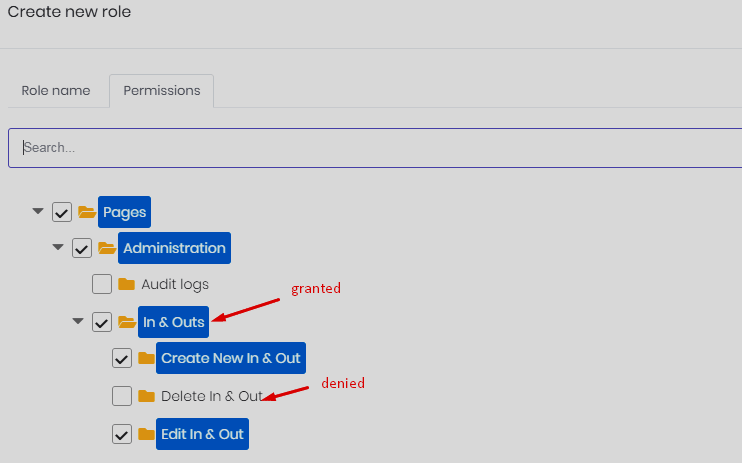 Create new role
Role name
Permissions
Search...
Pages
Administration
Audit logs
granted
In & Outs
Create New In & Out
denied
Delete In & Out
Edit In & Out